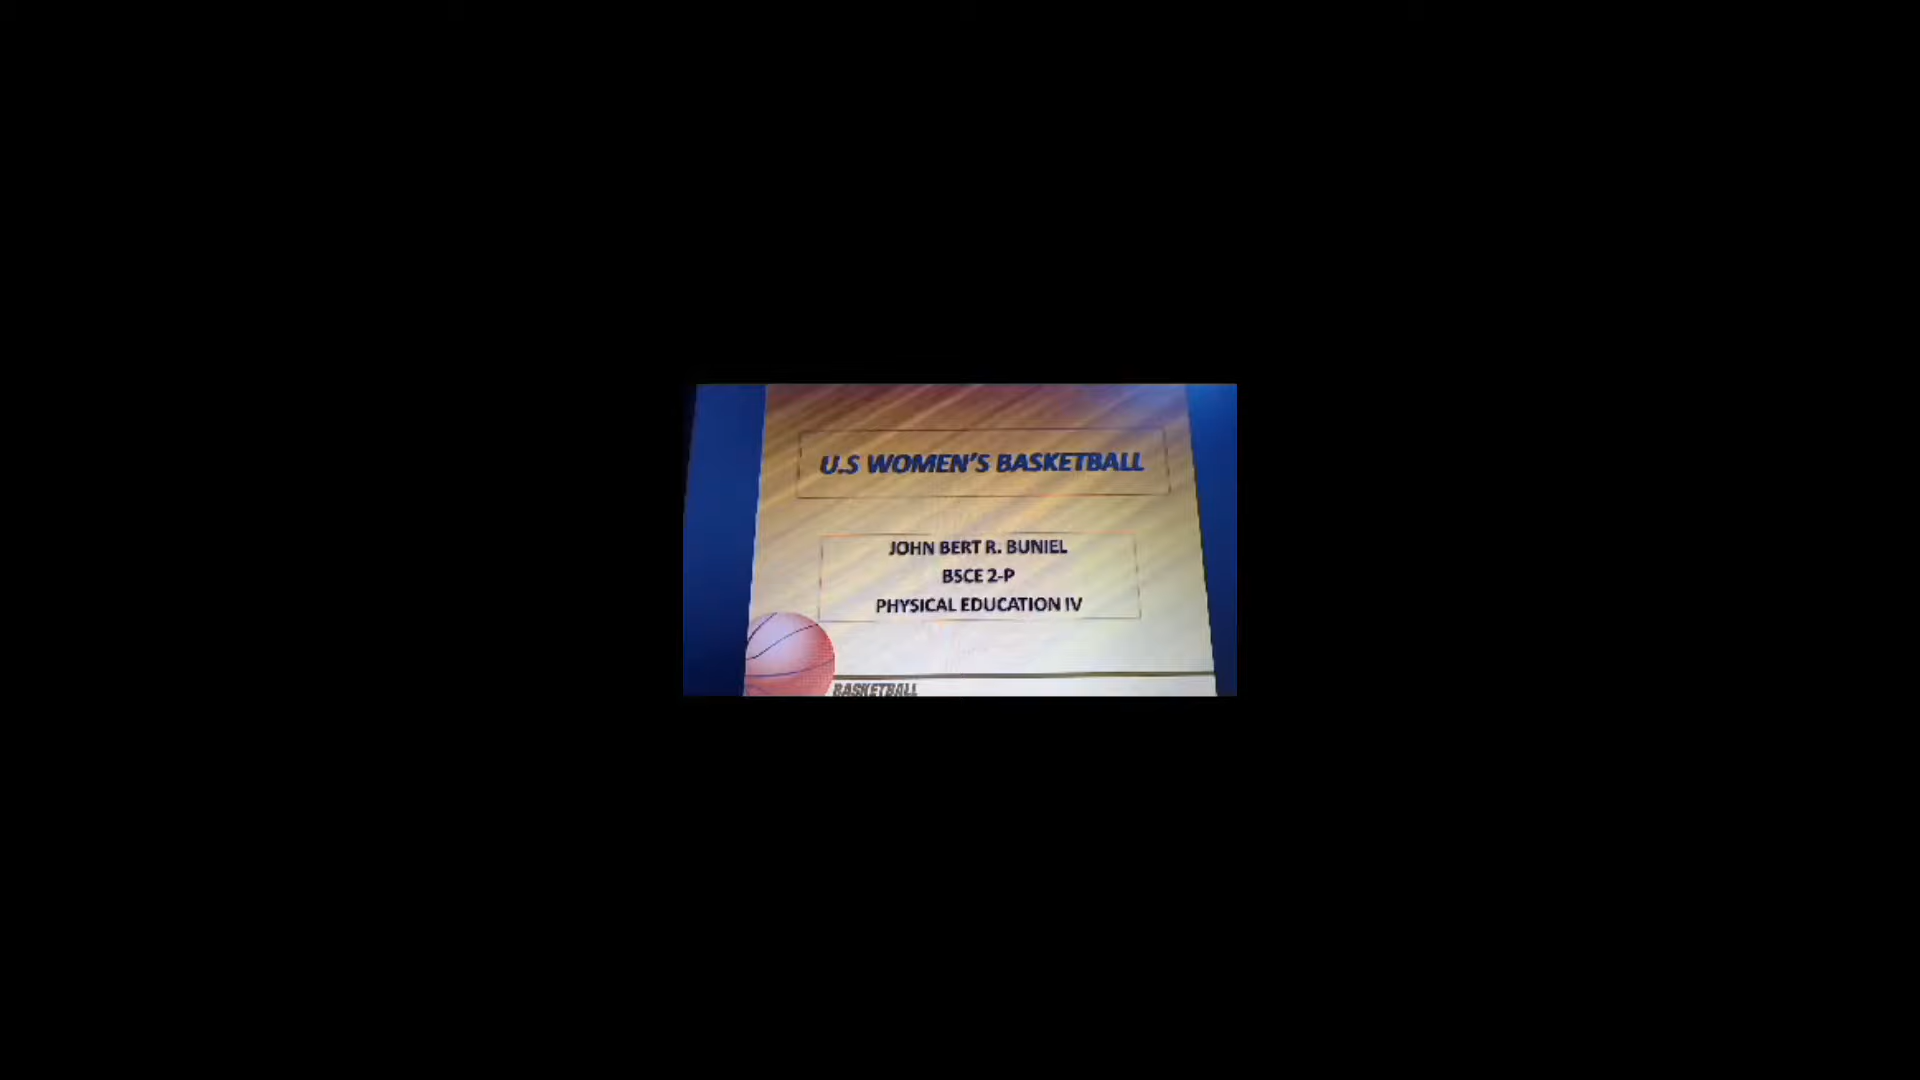 U.S WOMEN'S BASKETBALL
JOHN BERT R. BUNIEL
BSCE 2-P
PHYSICAL EDUCATION IV
BASKETBALL